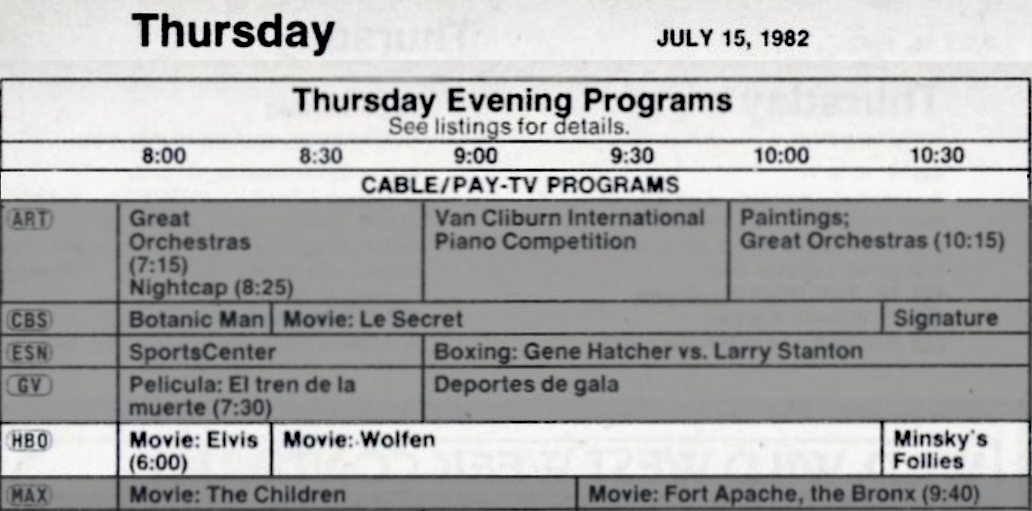 Thursday JULY 15, 1982
Thursday Evening Programs
See listings for details.
8:00 8:30 9:00 9:30 10:00 10:30
CABLE/PAY-TV PROGRAMS
ART Great Orchestras (7:15) Nightcap (8:25) Van Cliburn International Piano Competition Paintings; Great Orchestras (10:15)
CBS Botanic Man Movie: Le Secret Signature
ESN SportsCenter Boxing: Gene Hatcher vs. Larry Stanton
GV Pelicula: El tren de la muerte (7:30) Deportes de gala
HBO Movie: Elvis (6:00) Movie: Wolfen Minsky's Follies
MAX Movie: The Children Movie: Fort Apache, the Bronx (9:40)